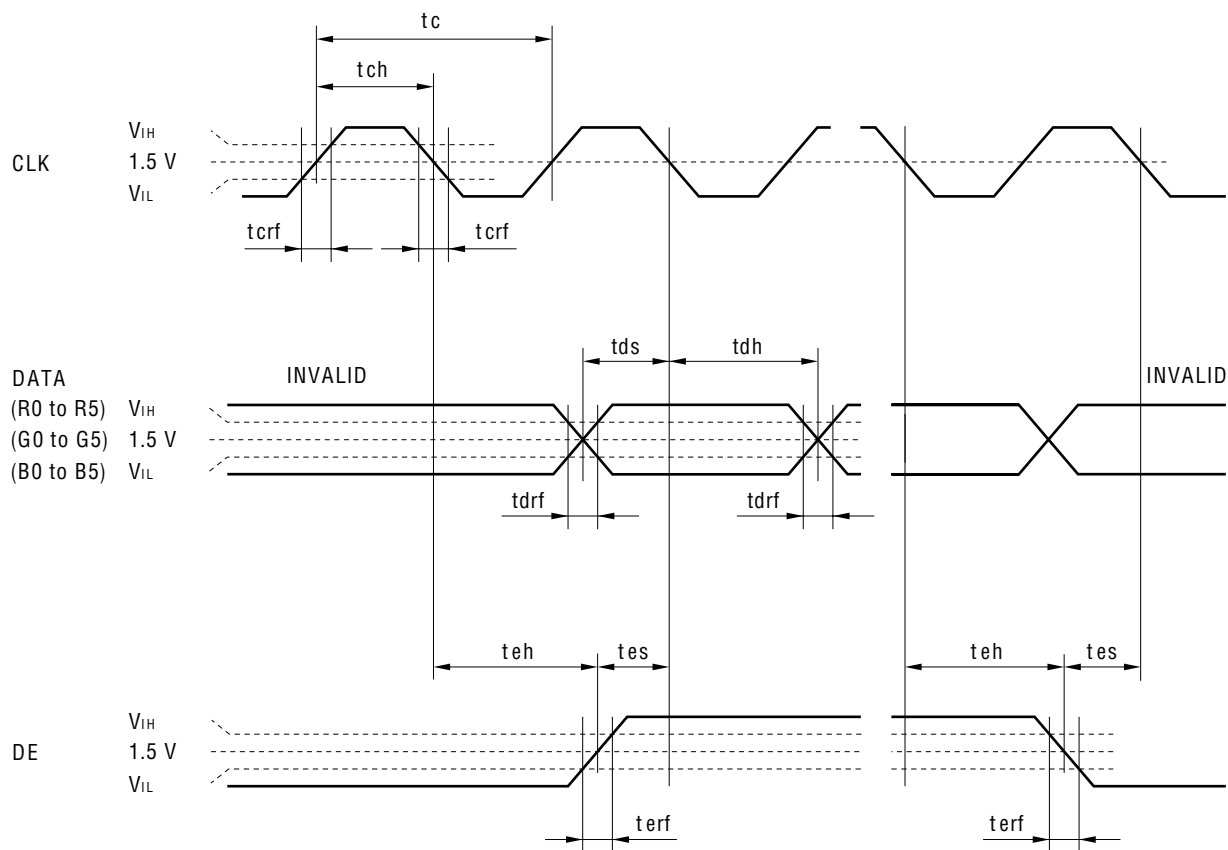 tc
tch
VIH
CLK 1.5 V
VIL
tcrf tcrf
tds tdh
DATA INVALID INVALID
(R0 to R5) VIH
(G0 to G5) 1.5 V
(B0 to B5) VIL
tdrf tdrf
teh tes teh tes
VIH
DE 1.5 V
VIL
terf terf